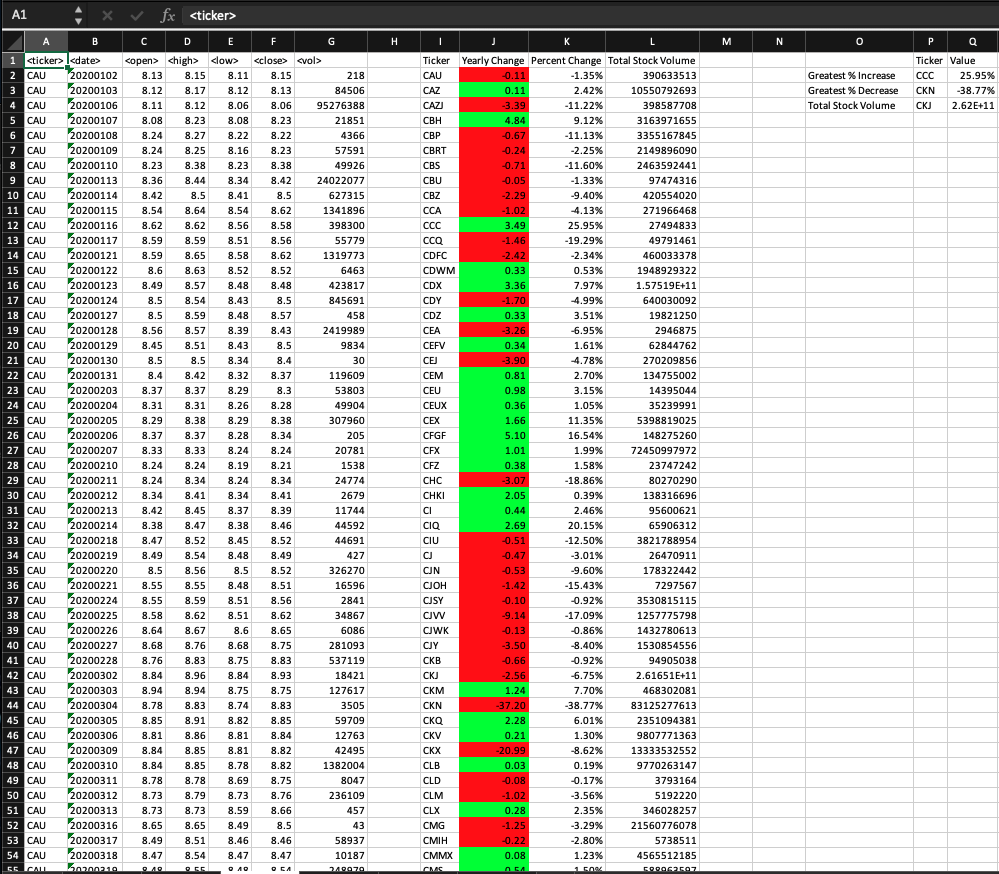 A1 fx <ticker>
A B C D E F G H I J K L M N O P Q
1 <ticker> <date> <open> <high> <low> <close> <vol> Ticker Yearly Change Percent Change Total Stock Volume Ticker Value
2 CAU 20200102 8.13 8.15 8.11 8.15 218 CAU -0.11 -1.35% 390633513 Greatest % Increase CCC 25.95%
3 CAU 20200103 8.12 8.17 8.12 8.13 84506 CAZ 0.11 2.42% 10550792693 Greatest % Decrease CKN -38.77%
4 CAU 20200106 8.11 8.12 8.06 8.06 95276388 CAZJ -3.39 -11.22% 398587708 Total Stock Volume CKJ 2.62E+11
5 CAU 20200107 8.08 8.23 8.08 8.23 21851 CBH 4.84 9.12% 3163971655
6 CAU 20200108 8.24 8.27 8.22 8.22 4366 CBP -0.67 -11.13% 3355167845
7 CAU 20200109 8.24 8.25 8.16 8.23 57591 CBRT -0.24 -2.25% 2149896090
8 CAU 20200110 8.23 8.38 8.23 8.38 49926 CBS -0.71 -11.60% 2463592441
9 CAU 20200113 8.36 8.44 8.34 8.42 24022077 CBU -0.05 -1.33% 97474316
10 CAU 20200114 8.42 8.5 8.41 8.5 627315 CBZ -2.29 -9.40% 420554020
11 CAU 20200115 8.54 8.64 8.54 8.62 1341896 CCA -1.02 -4.13% 271966468
12 CAU 20200116 8.62 8.62 8.56 8.58 398300 CCC 3.49 25.95% 27494833
13 CAU 20200117 8.59 8.59 8.51 8.56 55779 CCQ -1.46 -19.29% 49791461
14 CAU 20200121 8.59 8.65 8.58 8.62 1319773 CDFC -2.42 -2.34% 460033378
15 CAU 20200122 8.6 8.63 8.52 8.52 6463 CDWM 0.33 0.53% 1948929322
16 CAU 20200123 8.49 8.57 8.48 8.48 423817 CDX 3.36 7.97% 1.57519E+11
17 CAU 20200124 8.5 8.54 8.43 8.5 845691 CDY -1.70 -4.99% 640030092
18 CAU 20200127 8.5 8.59 8.48 8.57 458 CDZ 0.33 3.51% 19821250
19 CAU 20200128 8.56 8.57 8.39 8.43 2419989 CEA -3.26 -6.95% 2946875
20 CAU 20200129 8.45 8.51 8.43 8.5 9834 CEFV 0.34 1.61% 62844762
21 CAU 20200130 8.5 8.5 8.34 8.4 30 CEJ -3.90 -4.78% 270209856
22 CAU 20200131 8.4 8.42 8.32 8.37 119609 CEM 0.81 2.70% 134755002
23 CAU 20200203 8.37 8.37 8.29 8.3 53803 CEU 0.98 3.15% 14395044
24 CAU 20200204 8.31 8.31 8.26 8.28 49904 CEUX 0.36 1.05% 35239991
25 CAU 20200205 8.29 8.38 8.29 8.38 307960 CEX 1.66 11.35% 5398819025
26 CAU 20200206 8.37 8.37 8.28 8.34 205 CFGF 5.10 16.54% 148275260
27 CAU 20200207 8.33 8.33 8.24 8.24 20781 CFX 1.01 1.99% 72450997972
28 CAU 20200210 8.24 8.24 8.19 8.21 1538 CFZ 0.38 1.58% 23747242
29 CAU 20200211 8.24 8.34 8.24 8.34 24774 CHC -3.07 -18.86% 80270290
30 CAU 20200212 8.34 8.41 8.34 8.41 2679 CHKI 2.05 0.39% 138316696
31 CAU 20200213 8.42 8.45 8.37 8.39 11744 CI 0.44 2.46% 95600621
32 CAU 20200214 8.38 8.47 8.38 8.46 44592 CIQ 2.69 20.15% 65906312
33 CAU 20200218 8.47 8.52 8.45 8.52 44691 CIU -0.51 -12.50% 3821788954
34 CAU 20200219 8.49 8.54 8.48 8.49 427 CJ -0.47 -3.01% 26470911
35 CAU 20200220 8.5 8.56 8.5 8.52 326270 CJN -0.53 -9.60% 178322442
36 CAU 20200221 8.55 8.55 8.48 8.51 16596 CJOH -1.42 -15.43% 7297567
37 CAU 20200224 8.55 8.59 8.51 8.56 2841 CJSY -0.10 -0.92% 3530815115
38 CAU 20200225 8.58 8.62 8.51 8.62 34867 CJVV -9.14 -17.09% 1257775798
39 CAU 20200226 8.64 8.67 8.6 8.65 6086 CJWK -0.13 -0.86% 1432780613
40 CAU 20200227 8.68 8.76 8.68 8.75 281093 CJY -3.50 -8.40% 1530854556
41 CAU 20200228 8.76 8.83 8.75 8.83 537119 CKB -0.66 -0.92% 94905038
42 CAU 20200302 8.84 8.96 8.84 8.93 18421 CKJ -2.56 -6.75% 2.61651E+11
43 CAU 20200303 8.94 8.94 8.75 8.75 127617 CKM 1.24 7.70% 468302081
44 CAU 20200304 8.78 8.83 8.74 8.83 3505 CKN -37.20 -38.77% 83125277613
45 CAU 20200305 8.85 8.91 8.82 8.85 59709 CKQ 2.28 6.01% 2351094381
46 CAU 20200306 8.81 8.86 8.81 8.84 12763 CKV 0.21 1.30% 9807771363
47 CAU 20200309 8.84 8.85 8.81 8.82 42495 CKX -20.99 -8.62% 13333532552
48 CAU 20200310 8.84 8.85 8.78 8.82 1382004 CLB 0.03 0.19% 9770263147
49 CAU 20200311 8.78 8.78 8.69 8.75 8047 CLD -0.08 -0.17% 3793164
50 CAU 20200312 8.73 8.79 8.73 8.76 236109 CLM -1.02 -3.56% 5192220
51 CAU 20200313 8.73 8.73 8.59 8.66 457 CLX 0.28 2.35% 346028257
52 CAU 20200316 8.65 8.65 8.49 8.5 43 CMG -1.25 -3.29% 21560776078
53 CAU 20200317 8.49 8.51 8.46 8.46 58937 CMIH -0.22 -2.80% 5738511
54 CAU 20200318 8.47 8.54 8.47 8.47 10187 CMMX 0.08 1.23% 4565512185
55 CAU 20200319 8.48 8.55 8.48 8.54 248979 CMS 0.54 1.50%